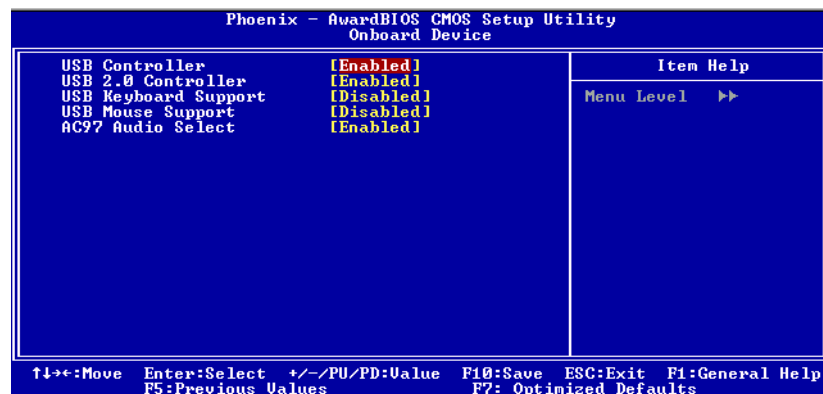 Phoenix - AwardBIOS CMOS Setup Utility
Onboard Device
USB Controller [Enabled]
USB 2.0 Controller [Enabled]
USB Keyboard Support [Disabled]
USB Mouse Support [Disabled]
AC97 Audio Select [Enabled]
Item Help
Menu Level ▶▶
↑↓→←:Move Enter:Select +/-/PU/PD:Value F10:Save ESC:Exit F1:General Help
F5:Previous Values F7: Optimized Defaults